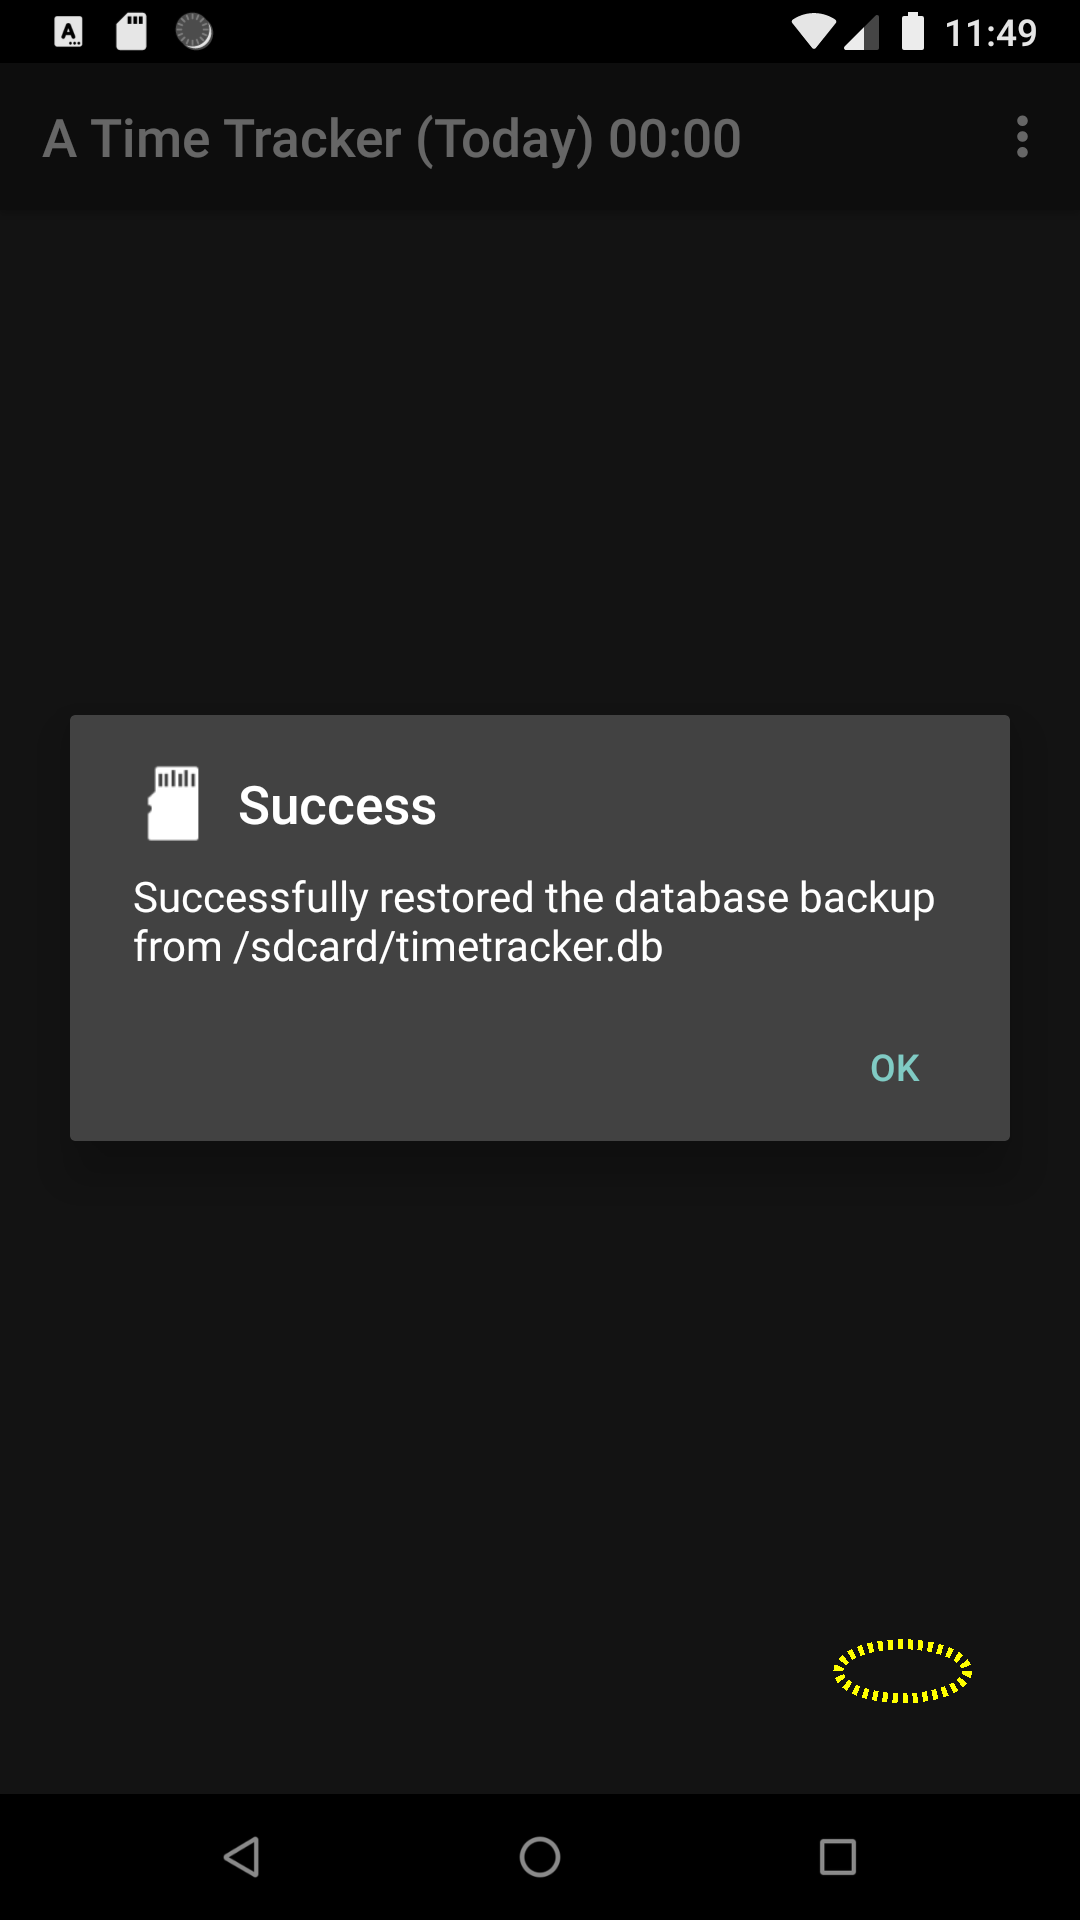 11:49
A Time Tracker (Today) 00:00
Success
Successfully restored the database backup
from /sdcard/timetracker.db
OK